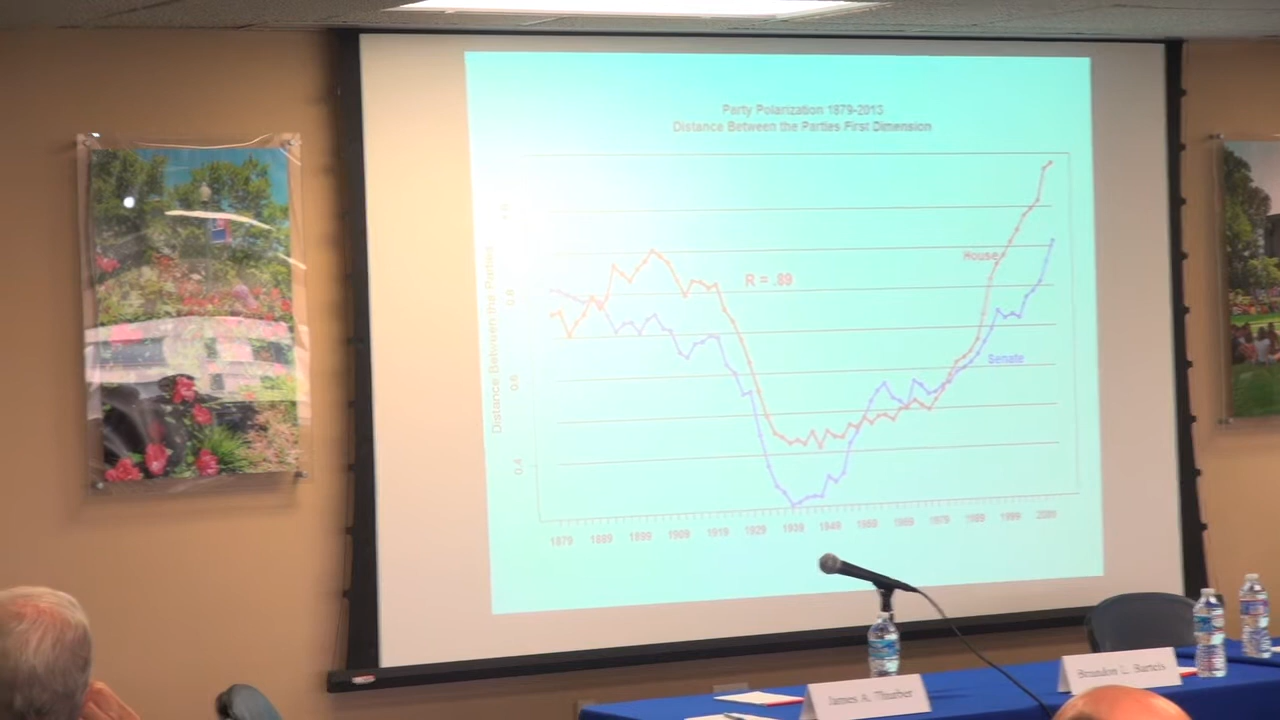 Party Polarization 1879-2013
Distance Between the Parties First Dimension
Distance Between the Parties
0.8
0.6
0.4
R = .89
House
Senate
1879 1889 1899 1909 1919 1929 1939 1949 1959 1969 1979 1989 1999 2009
James A. Thurber
Brandon L. Bartels